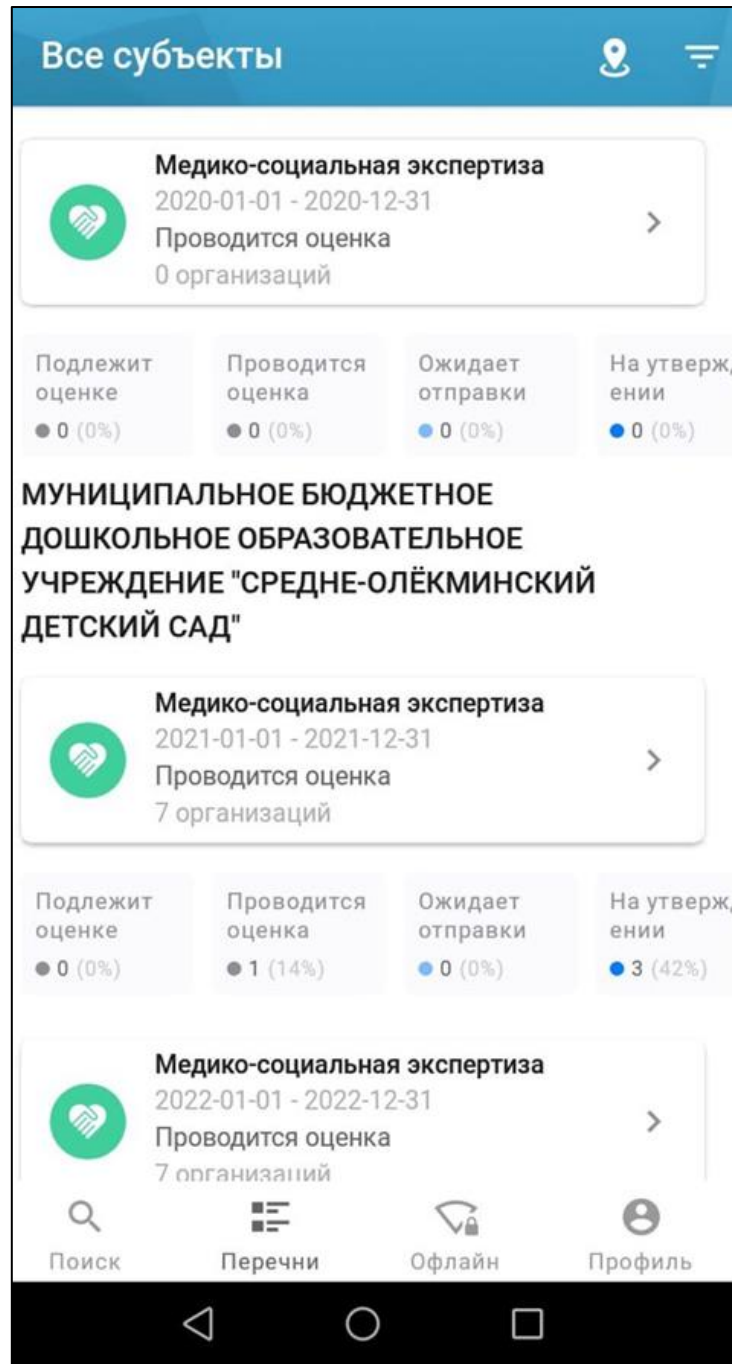 Все субъекты
Медико-социальная экспертиза
2020-01-01 - 2020-12-31
Проводится оценка
0 организаций
Подлежит
оценке
0 (0%)
Проводится
оценка
0 (0%)
Ожидает
отправки
0 (0%)
На утверж
ении
0 (0%)
МУНИЦИПАЛЬНОЕ БЮДЖЕТНОЕ
ДОШКОЛЬНОЕ ОБРАЗОВАТЕЛЬНОЕ
УЧРЕЖДЕНИЕ "СРЕДНЕ-ОЛЁКМИНСКИЙ
ДЕТСКИЙ САД"
Медико-социальная экспертиза
2021-01-01 - 2021-12-31
Проводится оценка
7 организаций
Подлежит
оценке
0 (0%)
Проводится
оценка
1 (14%)
Ожидает
отправки
0 (0%)
На утверж
ении
3 (42%)
Медико-социальная экспертиза
2022-01-01 - 2022-12-31
Проводится оценка
7 организаций
Поиск
Перечни
Офлайн
Профиль